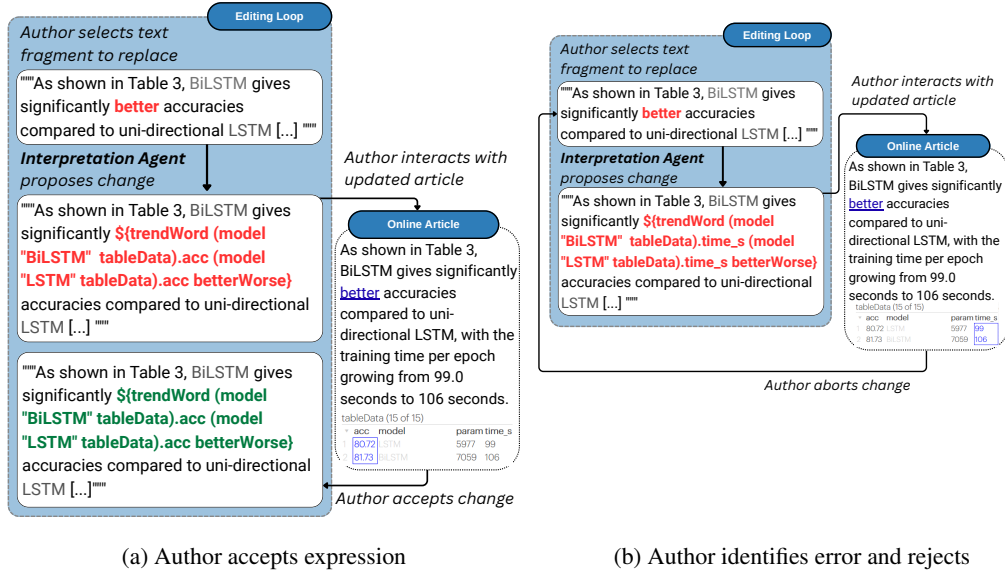 Editing Loop
Author selects text
fragment to replace
"""As shown in Table 3, BiLSTM gives
significantly better accuracies
compared to uni-directional LSTM [...] """
Interpretation Agent
proposes change
"""As shown in Table 3, BiLSTM gives
significantly ${trendWord (model
"BiLSTM" tableData).acc (model
"LSTM" tableData).acc betterWorse}
accuracies compared to uni-directional
LSTM [...] """
"""As shown in Table 3, BiLSTM gives
significantly ${trendWord (model
"BiLSTM" tableData).acc (model
"LSTM" tableData).acc betterWorse}
accuracies compared to uni-directional
LSTM [...]"""
Author interacts with
updated article
Online Article
As shown in Table 3,
BiLSTM gives significantly
better accuracies
compared to uni-
directional LSTM, with the
training time per epoch
growing from 99.0
seconds to 106 seconds.
tableData (15 of 15)
acc model param time_s
1 80.72 LSTM 5977 99
2 81.73 BiLSTM 7059 106
Author accepts change
(a) Author accepts expression
Editing Loop
Author selects text
fragment to replace
"""As shown in Table 3, BiLSTM gives
significantly better accuracies
compared to uni-directional LSTM [...] """
Interpretation Agent
proposes change
"""As shown in Table 3, BiLSTM gives
significantly ${trendWord (model
"BiLSTM" tableData).time_s (model
"LSTM" tableData).time_s betterWorse}
accuracies compared to uni-directional
LSTM [...] """
Author interacts with
updated article
Online Article
As shown in Table 3,
BiLSTM gives significantly
better accuracies
compared to uni-
directional LSTM, with the
training time per epoch
growing from 99.0
seconds to 106 seconds.
tableData (15 of 15)
acc model param time_s
1 80.72 LSTM 5977 99
2 81.73 BiLSTM 7059 106
Author aborts change
(b) Author identifies error and rejects